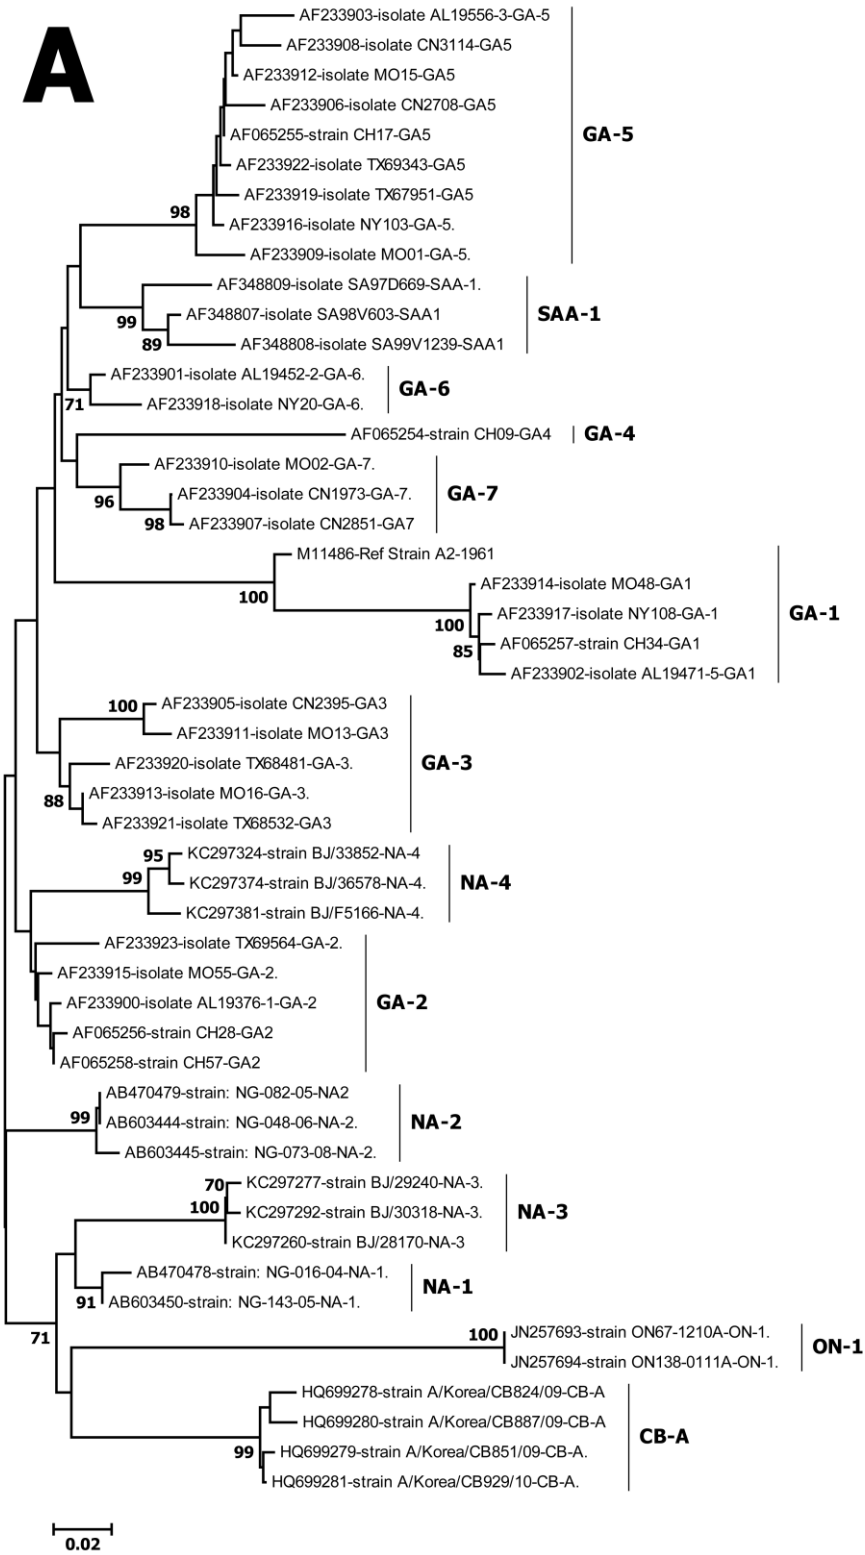 A
AF233903-isolate AL19556-3-GA-5
AF233908-isolate CN3114-GA5
AF233912-isolate MO15-GA5
AF233906-isolate CN2708-GA5
AF065255-strain CH17-GA5
GA-5
AF233922-isolate TX69343-GA5
AF233919-isolate TX67951-GA5
98
AF233916-isolate NY103-GA-5.
AF233909-isolate MO01-GA-5.
AF348809-isolate SA97D669-SAA-1.
99
AF348807-isolate SA98V603-SAA1
SAA-1
89
AF348808-isolate SA99V1239-SAA1
AF233901-isolate AL19452-2-GA-6.
GA-6
71
AF233918-isolate NY20-GA-6.
AF065254-strain CH09-GA4
GA-4
AF233910-isolate MO02-GA-7.
96
AF233904-isolate CN1973-GA-7.
GA-7
98
AF233907-isolate CN2851-GA7
M11486-Ref Strain A2-1961
100
AF233914-isolate MO48-GA1
AF233917-isolate NY108-GA-1
GA-1
100
AF065257-strain CH34-GA1
85
AF233902-isolate AL19471-5-GA1
100
AF233905-isolate CN2395-GA3
AF233911-isolate MO13-GA3
AF233920-isolate TX68481-GA-3.
GA-3
88
AF233913-isolate MO16-GA-3.
AF233921-isolate TX68532-GA3
95
KC297324-strain BJ/33852-NA-4
99
KC297374-strain BJ/36578-NA-4.
NA-4
KC297381-strain BJ/F5166-NA-4.
AF233923-isolate TX69564-GA-2.
AF233915-isolate MO55-GA-2.
AF233900-isolate AL19376-1-GA-2
GA-2
AF065256-strain CH28-GA2
AF065258-strain CH57-GA2
AB470479-strain: NG-082-05-NA2
99
AB603444-strain: NG-048-06-NA-2.
NA-2
AB603445-strain: NG-073-08-NA-2.
70
KC297277-strain BJ/29240-NA-3.
100
KC297292-strain BJ/30318-NA-3.
NA-3
KC297260-strain BJ/28170-NA-3
AB470478-strain: NG-016-04-NA-1.
NA-1
91
AB603450-strain: NG-143-05-NA-1.
71
100
JN257693-strain ON67-1210A-ON-1.
ON-1
JN257694-strain ON138-0111A-ON-1.
HQ699278-strain A/Korea/CB824/09-CB-A
HQ699280-strain A/Korea/CB887/09-CB-A
CB-A
99
HQ699279-strain A/Korea/CB851/09-CB-A.
HQ699281-strain A/Korea/CB929/10-CB-A.
0.02